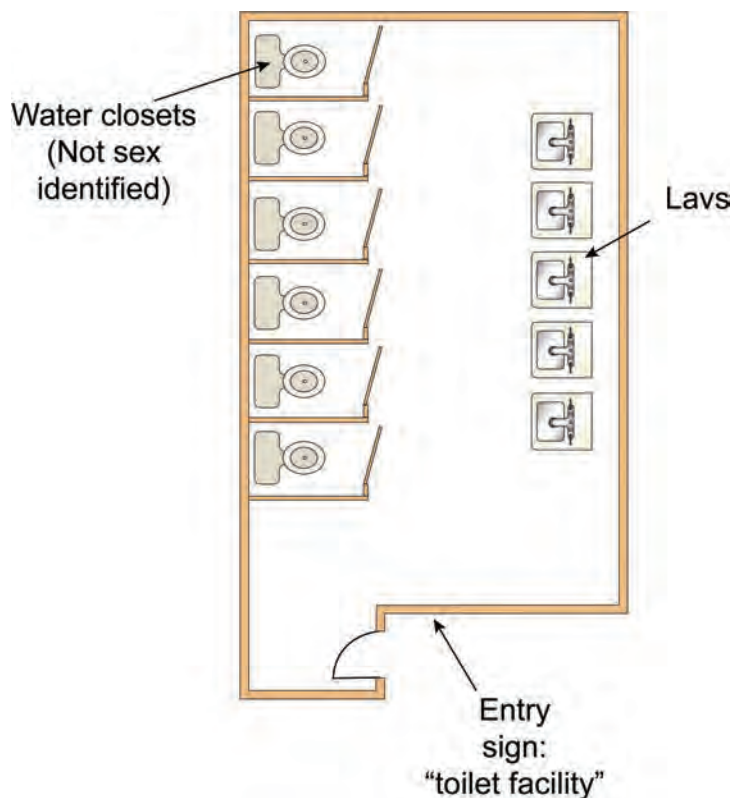 Water closets
(Not sex
identified)
Lavs
Entry
sign:
“toilet facility”